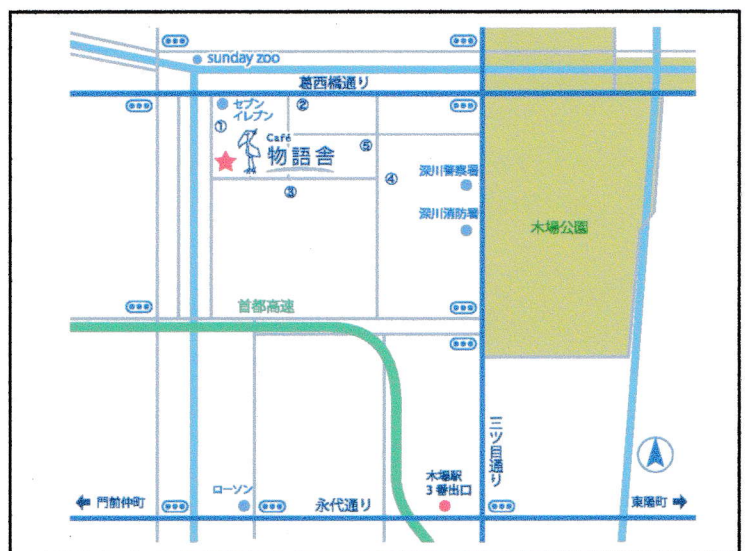 sunday zoo
葛西橋通り
セブン
イレブン
②
①
Café
物語舎
⑤
③
④
深川警察署
深川消防署
木場公園
首都高速
三ツ目通り
木場駅
3番出口
ローソン
永代通り
門前仲町
東陽町